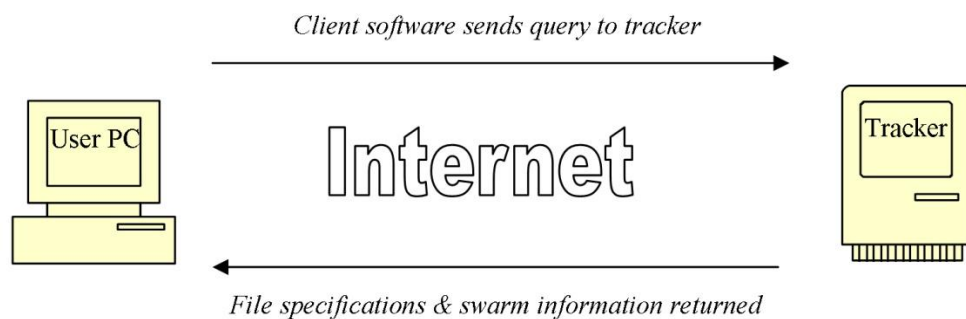 Client software sends query to tracker
User PC
Internet
Tracker
File specifications & swarm information returned